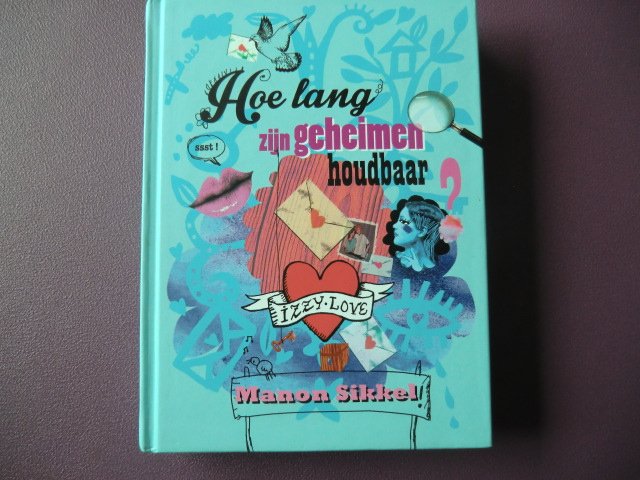 Hoe lang
zijn geheimen
houdbaar
?
ssst !
IZZY·LOVE
Manon Sikkel